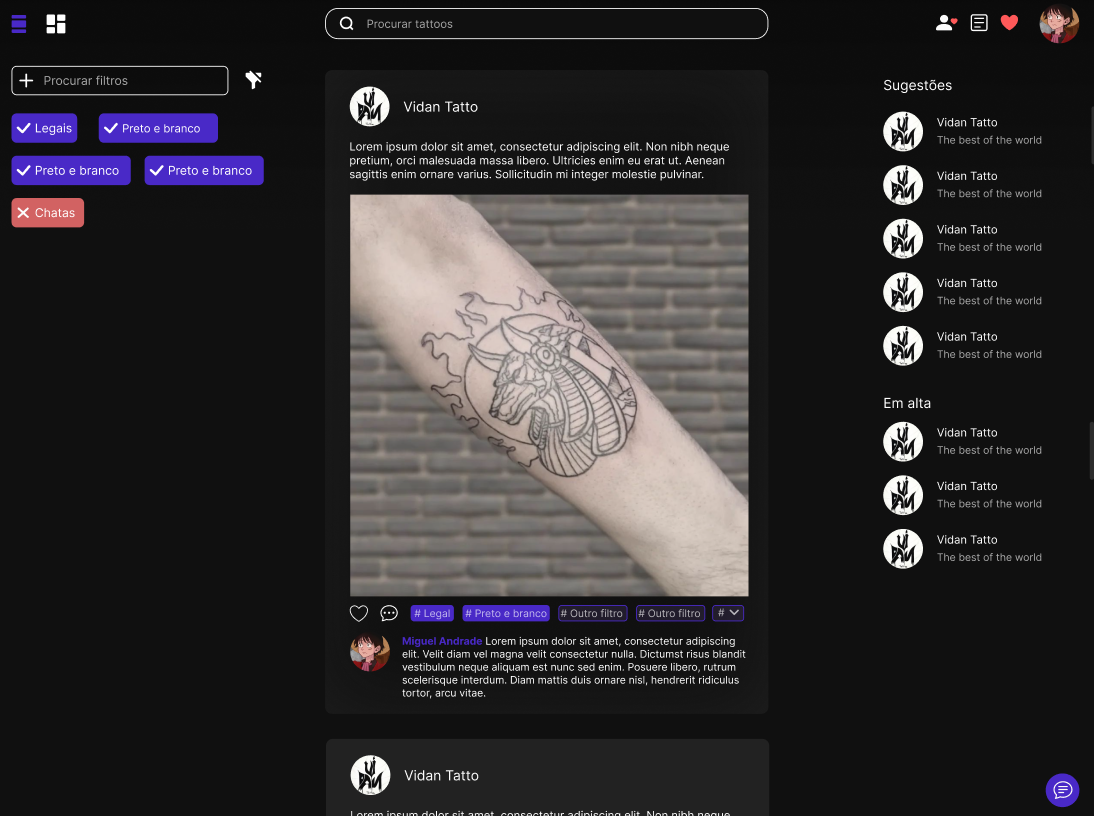 Procurar tattoos
Procurar filtros
Legais
Preto e branco
Preto e branco
Preto e branco
Chatas
Vidan Tatto
Lorem ipsum dolor sit amet, consectetur adipiscing elit. Non nibh neque
pretium, orci malesuada massa libero. Ultricies enim eu erat ut. Aenean
sagittis enim ornare varius. Sollicitudin mi integer molestie pulvinar.
# Legal
# Preto e branco
# Outro filtro
# Outro filtro
#
Miguel Andrade Lorem ipsum dolor sit amet, consectetur adipiscing
elit. Velit diam vel magna velit consectetur nulla. Dictumst risus blandit
vestibulum neque aliquam est nunc sed enim. Posuere libero, rutrum
scelerisque interdum. Diam mattis duis ornare nisl, hendrerit ridiculus
tortor, arcu vitae.
Vidan Tatto
Lorem ipsum dolor sit amet, consectetur adipiscing elit. Non nibh neque
Sugestões
Vidan Tatto
The best of the world
Vidan Tatto
The best of the world
Vidan Tatto
The best of the world
Vidan Tatto
The best of the world
Vidan Tatto
The best of the world
Em alta
Vidan Tatto
The best of the world
Vidan Tatto
The best of the world
Vidan Tatto
The best of the world